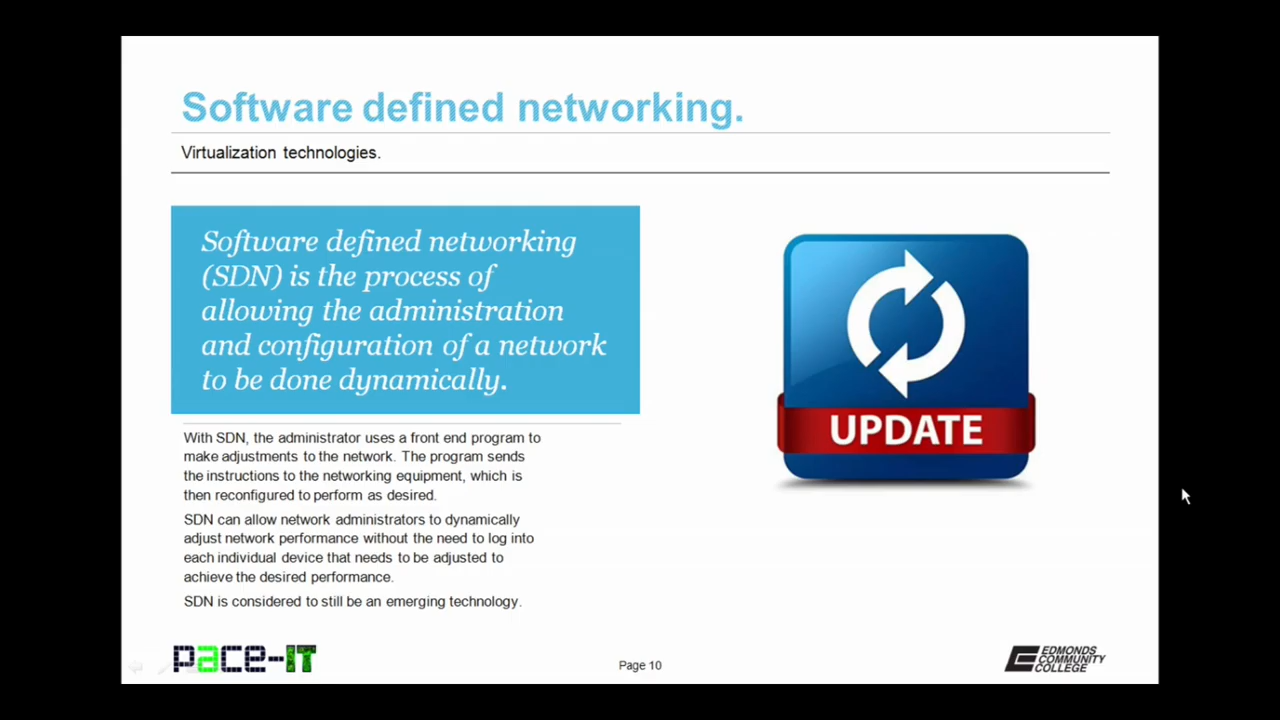 Software defined networking.
Virtualization technologies.
Software defined networking
(SDN) is the process of
allowing the administration
and configuration of a network
to be done dynamically.
With SDN, the administrator uses a front end program to
make adjustments to the network. The program sends
the instructions to the networking equipment, which is
then reconfigured to perform as desired.
SDN can allow network administrators to dynamically
adjust network performance without the need to log into
each individual device that needs to be adjusted to
achieve the desired performance.
SDN is considered to still be an emerging technology.
UPDATE
pace-IT
Page 10
EDMONDS
COMMUNITY
COLLEGE